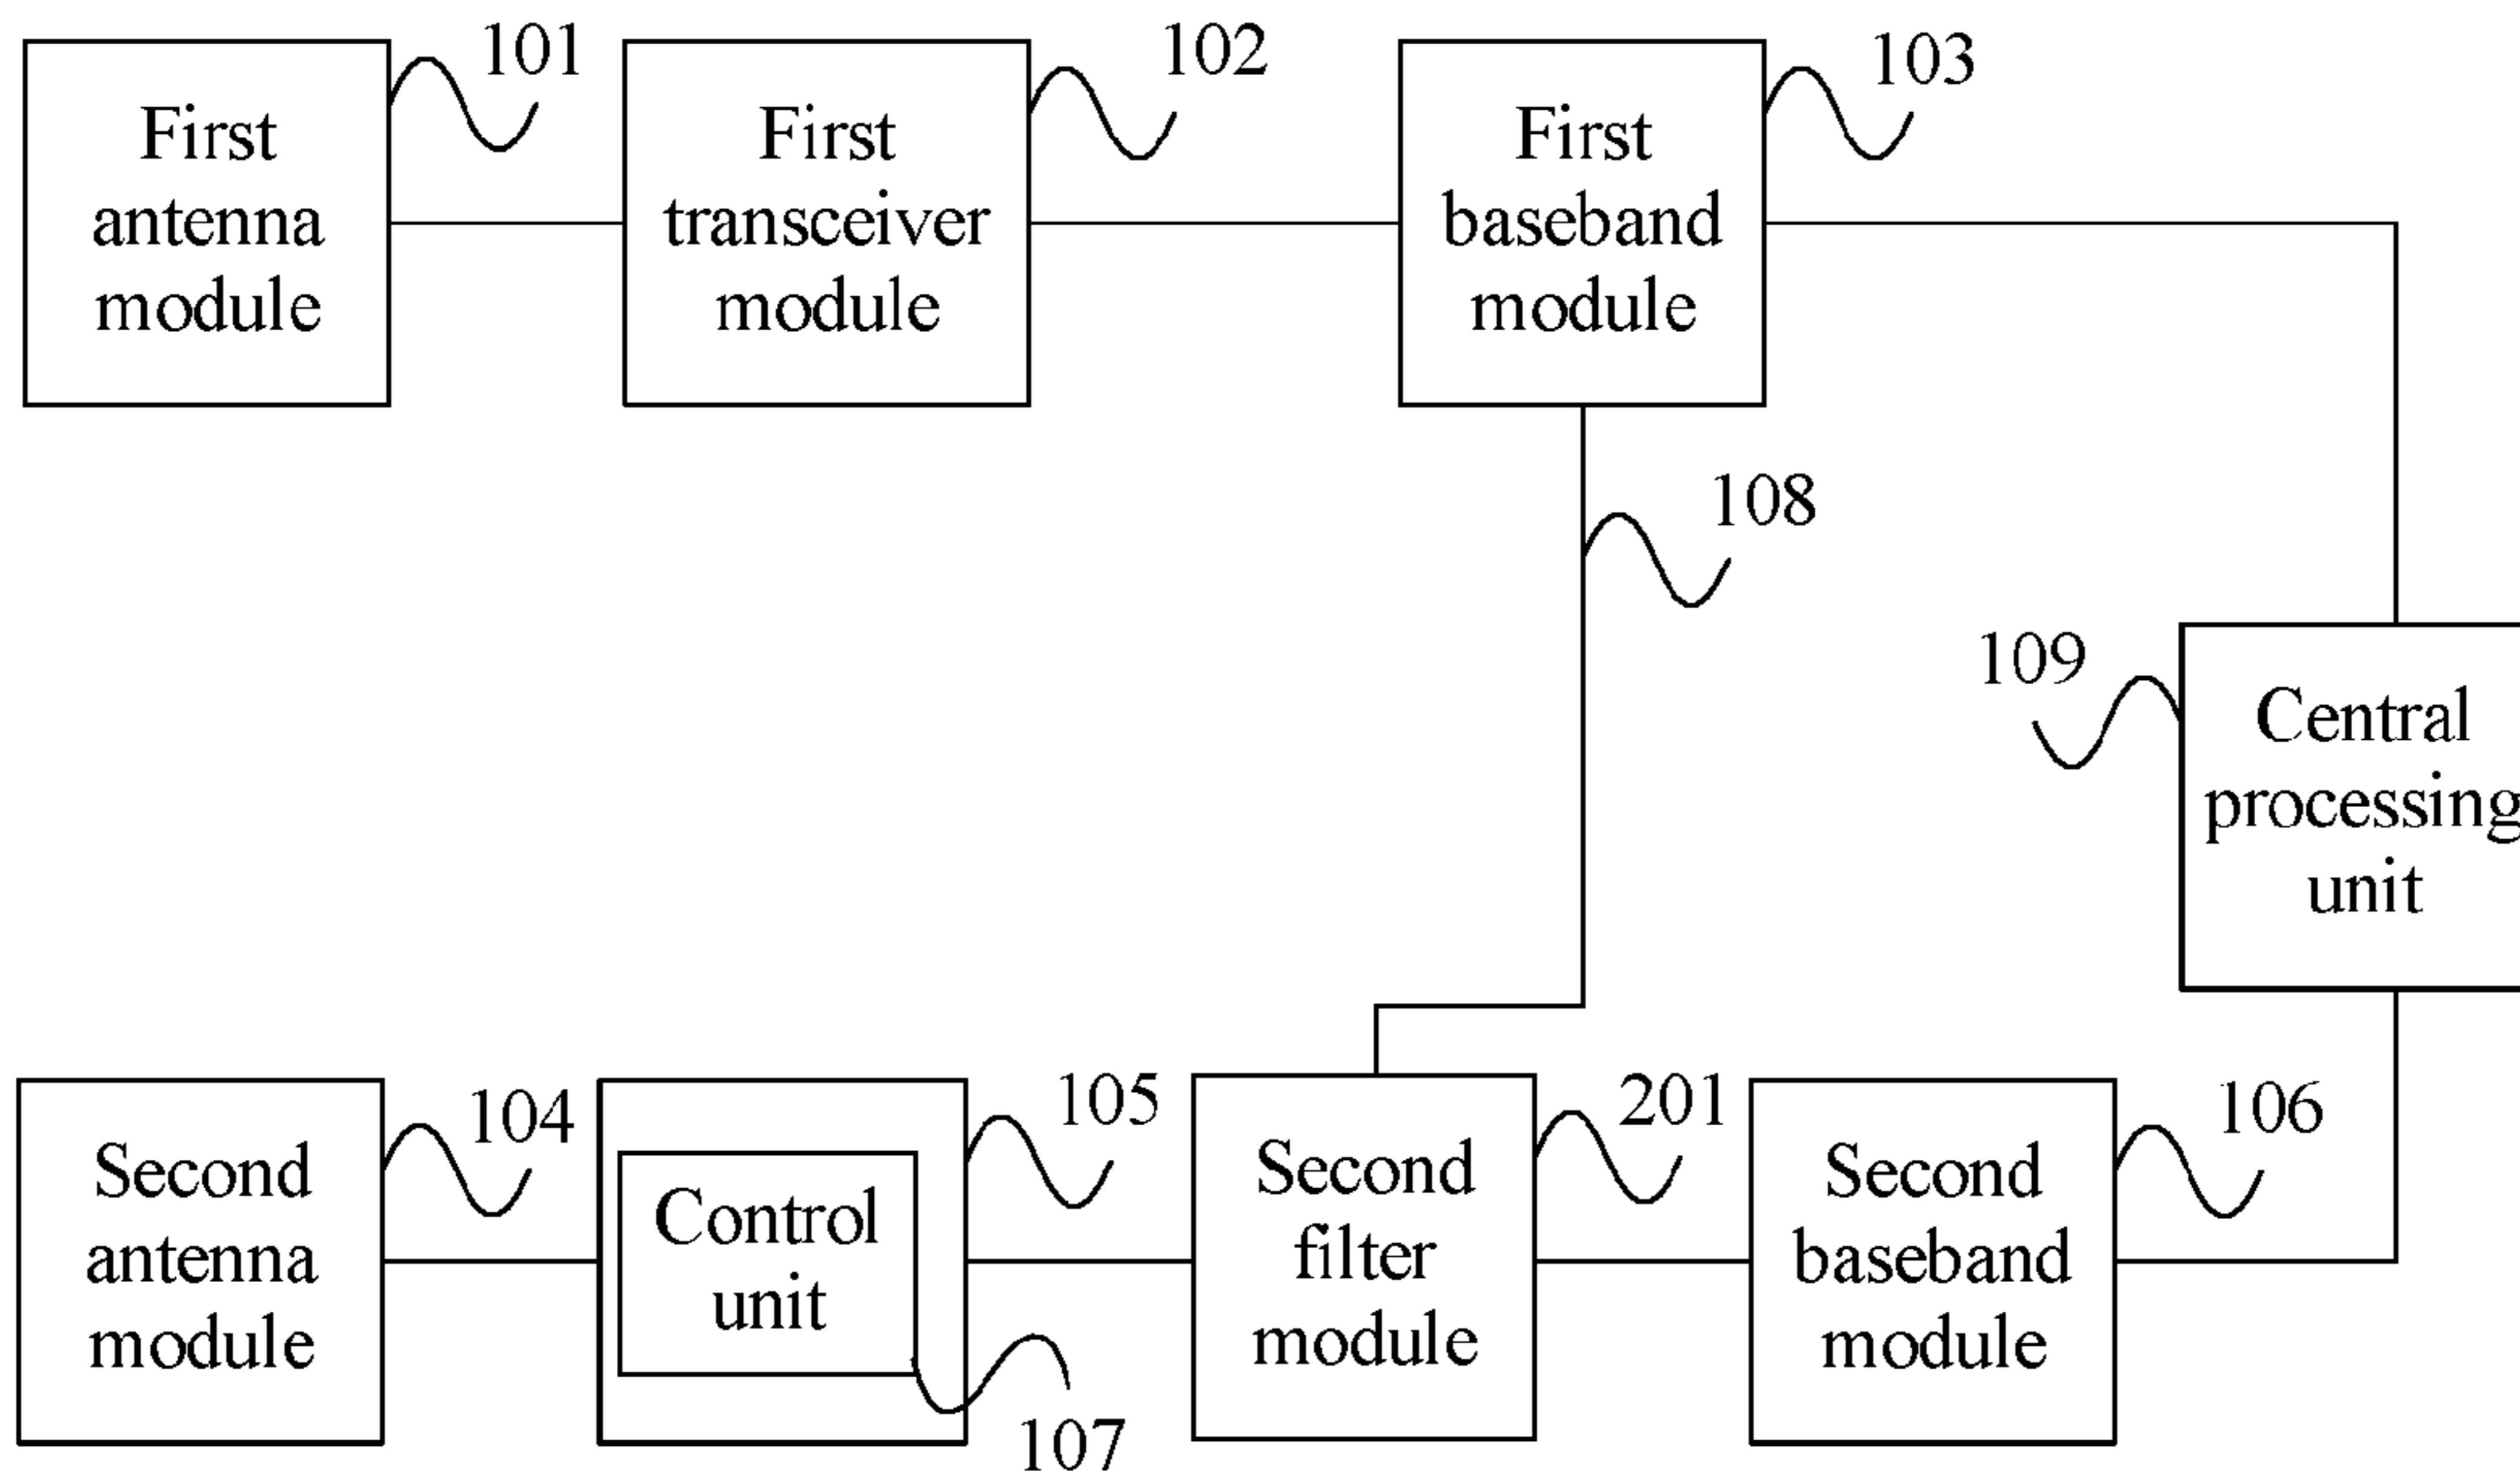 101
First
antenna
module
102
First
transceiver
module
103
First
baseband
module
108
109
Central
processing
unit
104
Second
antenna
module
105
Control
unit
107
201
Second
filter
module
106
Second
baseband
module